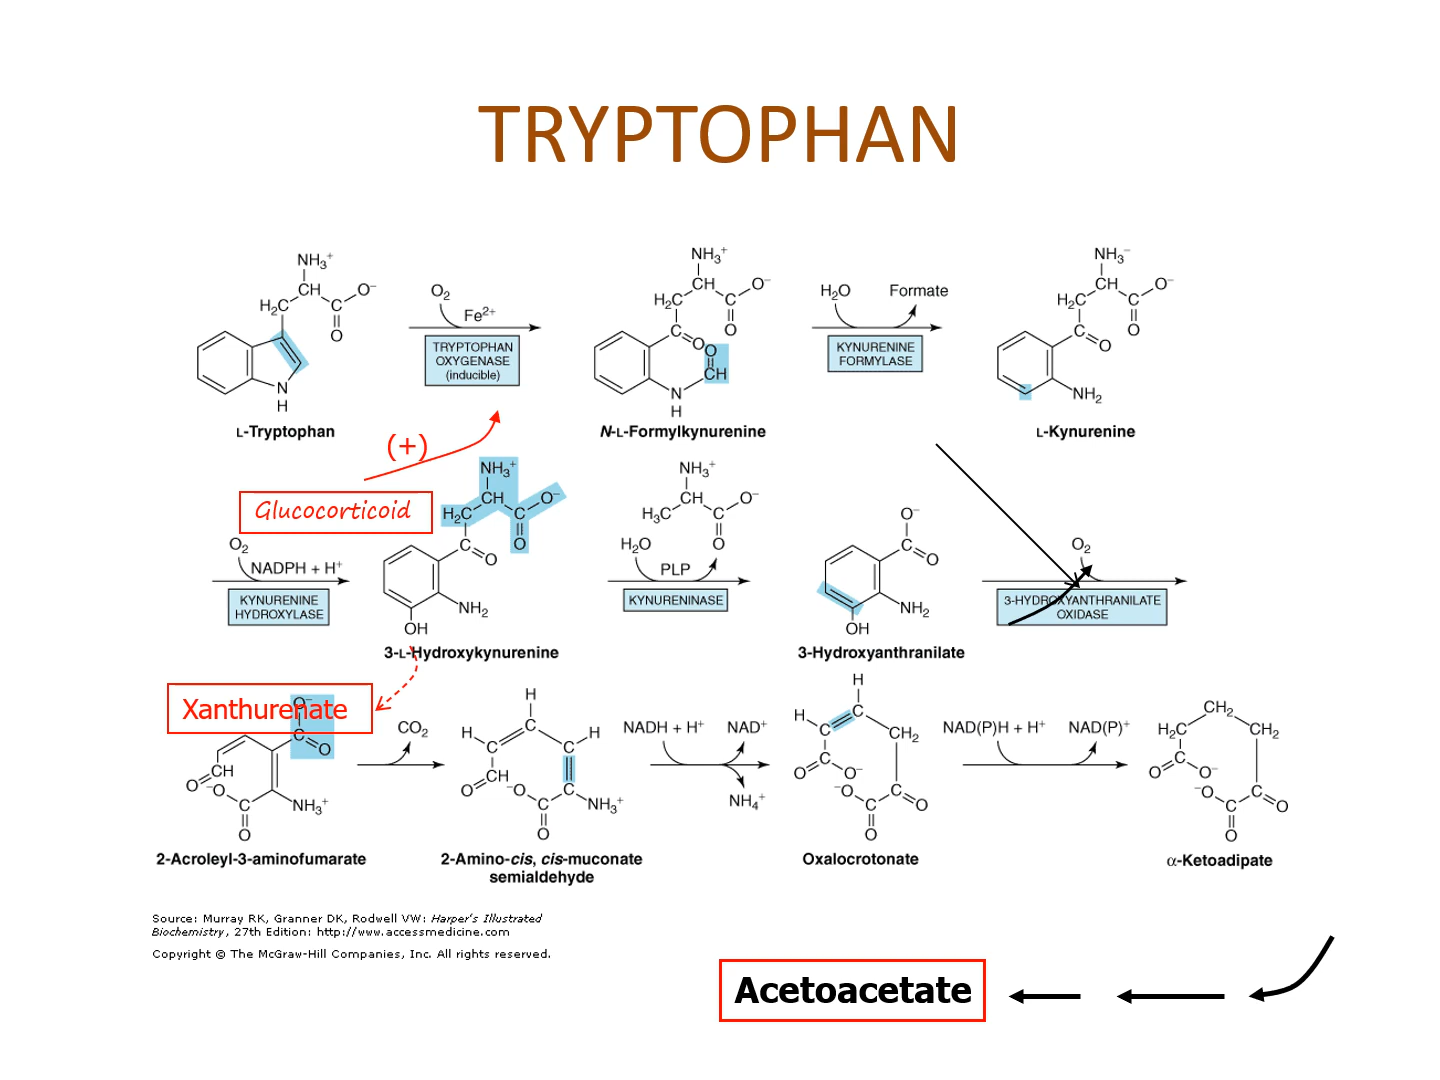 TRYPTOPHAN
NH3+
CH
O−
H2C
C
O
N
H
L-Tryptophan
O2
Fe2+
TRYPTOPHAN
OXYGENASE
(inducible)
NH3+
CH
O−
H2C
C
O
C
O
O
CH
N
H
N-L-Formylkynurenine
H2O
Formate
KYNURENINE
FORMYLASE
NH3−
CH
O−
H2C
C
O
C
O
NH2
L-Kynurenine
(+)
Glucocorticoid
O2
NADPH + H+
KYNURENINE
HYDROXYLASE
NH3+
CH
O−
H2C
C
O
C
O
NH2
OH
3-L-Hydroxykynurenine
H2O
PLP
KYNURENINASE
NH3+
CH
O−
H3C
C
O
O−
C
O
NH2
OH
3-Hydroxyanthranilate
O2
3-HYDROXYANTHRANILATE
OXIDASE
Xanthurenate
O−
C
O
CH
O
−O
C
NH3+
O
2-Acroleyl-3-aminofumarate
CO2
H
H
C
H
C
C
CH
O
−O
C
C
NH3+
O
2-Amino-cis, cis-muconate
semialdehyde
NADH + H+
NAD+
NH4+
H
H
C
C
CH2
C
O
O−
−O
C
C
O
O
Oxalocrotonate
NAD(P)H + H+
NAD(P)+
CH2
H2C
CH2
C
O
O−
−O
C
C
O
O
α-Ketoadipate
Source: Murray RK, Granner DK, Rodwell VW: Harper's Illustrated
Biochemistry, 27th Edition: http://www.accessmedicine.com
Copyright © The McGraw-Hill Companies, Inc. All rights reserved.
Acetoacetate